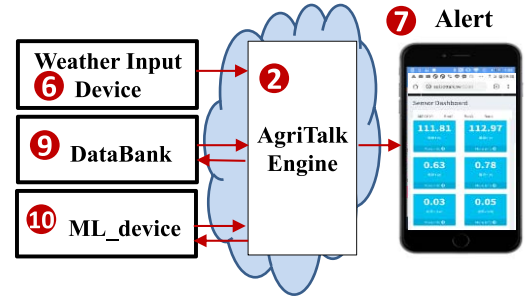 7 Alert
Weather Input
6 Device
2
AgriTalk
Engine
9 DataBank
10 ML_device
Sensor Dashboard
111.81
112.97
0.63
0.78
0.03
0.05